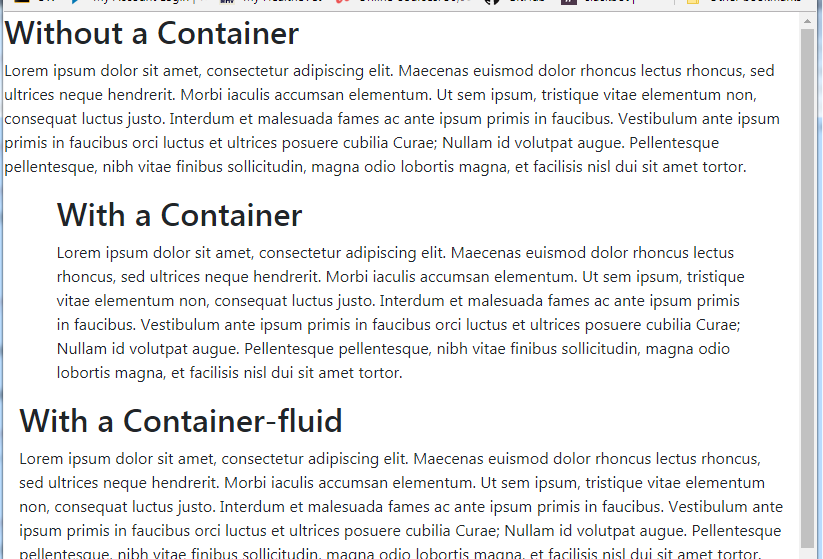 Without a Container
Lorem ipsum dolor sit amet, consectetur adipiscing elit. Maecenas euismod dolor rhoncus lectus rhoncus, sed
ultrices neque hendrerit. Morbi iaculis accumsan elementum. Ut sem ipsum, tristique vitae elementum non,
consequat luctus justo. Interdum et malesuada fames ac ante ipsum primis in faucibus. Vestibulum ante ipsum
primis in faucibus orci luctus et ultrices posuere cubilia Curae; Nullam id volutpat augue. Pellentesque
pellentesque, nibh vitae finibus sollicitudin, magna odio lobortis magna, et facilisis nisl dui sit amet tortor.
With a Container
Lorem ipsum dolor sit amet, consectetur adipiscing elit. Maecenas euismod dolor rhoncus lectus
rhoncus, sed ultrices neque hendrerit. Morbi iaculis accumsan elementum. Ut sem ipsum, tristique
vitae elementum non, consequat luctus justo. Interdum et malesuada fames ac ante ipsum primis
in faucibus. Vestibulum ante ipsum primis in faucibus orci luctus et ultrices posuere cubilia Curae;
Nullam id volutpat augue. Pellentesque pellentesque, nibh vitae finibus sollicitudin, magna odio
lobortis magna, et facilisis nisl dui sit amet tortor.
With a Container-fluid
Lorem ipsum dolor sit amet, consectetur adipiscing elit. Maecenas euismod dolor rhoncus lectus rhoncus,
sed ultrices neque hendrerit. Morbi iaculis accumsan elementum. Ut sem ipsum, tristique vitae elementum
non, consequat luctus justo. Interdum et malesuada fames ac ante ipsum primis in faucibus. Vestibulum ante
ipsum primis in faucibus orci luctus et ultrices posuere cubilia Curae; Nullam id volutpat augue. Pellentesque
pellentesque, nibh vitae finibus sollicitudin, magna odio lobortis magna, et facilisis nisl dui sit amet tortor.